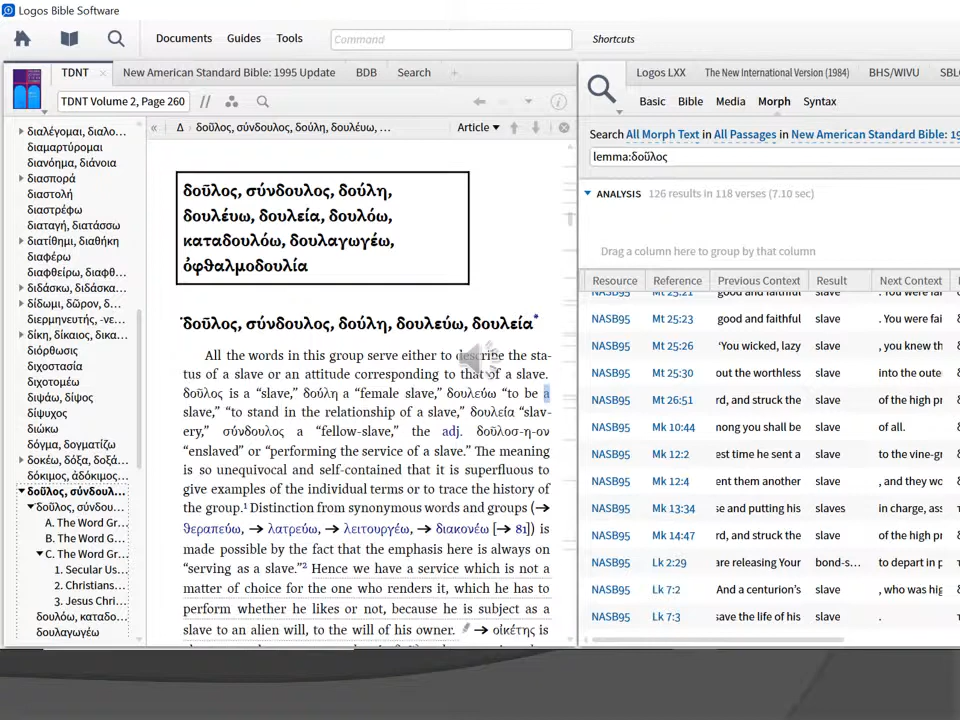 Logos Bible Software
Documents Guides Tools Command Shortcuts
TDNT New American Standard Bible: 1995 Update BDB Search
TDNT Volume 2, Page 260
Δ › δοῦλος, σύνδουλος, δούλη, δουλεύω, … Article
διαλέγομαι, διαλο...
διαμαρτύρομαι
διανόημα, διάνοια
διασπορά
διαστολή
διαστρέφω
διαταγή, διατάσσω
διατίθημι, διαθήκη
διαφέρω
διαφθείρω, διαφθ...
διδάσκω, διδάσκα...
δίδωμι, δῶρον, δ...
διερμηνευτής, -νε...
δίκη, δίκαιος, δικα...
διόρθωσις
διχοστασία
διχοτομέω
διψάω, δίψος
δίψυχος
διώκω
δόγμα, δογματίζω
δοκέω, δόξα, δοξά...
δόκιμος, ἀδόκιμος...
δοῦλος, σύνδουλ...
δοῦλος, σύνδου...
A. The Word Gr...
B. The Word Gr...
C. The Word Gr...
1. Secular Us...
2. Christians...
3. Jesus Chri...
δουλόω, καταδο...
δουλαγωγέω
δοῦλος, σύνδουλος, δούλη,
δουλεύω, δουλεία, δουλόω,
καταδουλόω, δουλαγωγέω,
ὀφθαλμοδουλία
†δοῦλος, σύνδουλος, δούλη, δουλεύω, δουλεία*
All the words in this group serve either to describe the sta-
tus of a slave or an attitude corresponding to that of a slave.
δοῦλος is a “slave,” δούλη a “female slave,” δουλεύω “to be a
slave,” “to stand in the relationship of a slave,” δουλεία “slav-
ery,” σύνδουλος a “fellow-slave,” the adj. δοῦλοσ-η-ον
“enslaved” or “performing the service of a slave.” The meaning
is so unequivocal and self-contained that it is superfluous to
give examples of the individual terms or to trace the history of
the group.¹ Distinction from synonymous words and groups (→
θεραπεύω, → λατρεύω, → λειτουργέω, → διακονέω [→ 81]) is
made possible by the fact that the emphasis here is always on
“serving as a slave.”² Hence we have a service which is not a
matter of choice for the one who renders it, which he has to
perform whether he likes or not, because he is subject as a
slave to an alien will, to the will of his owner. → οἰκέτης is
Logos LXX The New International Version (1984) BHS/WIVU SBL
Basic Bible Media Morph Syntax
Search All Morph Text in All Passages in New American Standard Bible: 19
lemma:δοῦλος
ANALYSIS 126 results in 118 verses (7.10 sec)
Drag a column here to group by that column
Resource Reference Previous Context Result Next Context
NASB95 Mt 25:21 good and faithful slave . You were fai
NASB95 Mt 25:23 good and faithful slave . You were fai
NASB95 Mt 25:26 ‘You wicked, lazy slave , you knew th
NASB95 Mt 25:30 out the worthless slave into the oute
NASB95 Mt 26:51 rd, and struck the slave of the high p
NASB95 Mk 10:44 nong you shall be slave of all.
NASB95 Mk 12:2 est time he sent a slave to the vine-gr
NASB95 Mk 12:4 ent them another slave , and they wo
NASB95 Mk 13:34 se and putting his slaves in charge, ass
NASB95 Mk 14:47 rd, and struck the slave of the high p
NASB95 Lk 2:29 are releasing Your bond-s... to depart in p
NASB95 Lk 7:2 And a centurion’s slave , who was hig
NASB95 Lk 7:3 save the life of his slave .